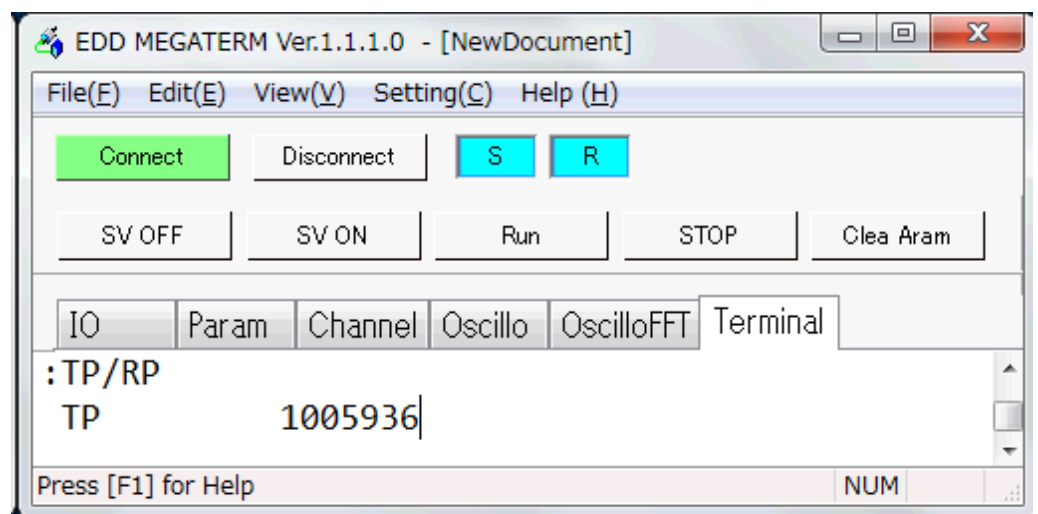 EDD MEGATERM Ver.1.1.1.0 - [NewDocument]
File(F) Edit(E) View(V) Setting(C) Help (H)
Connect Disconnect S R
SV OFF SV ON Run STOP Clea Aram
IO Param Channel Oscillo OscilloFFT Terminal
:TP/RP
TP 1005936
Press [F1] for Help NUM